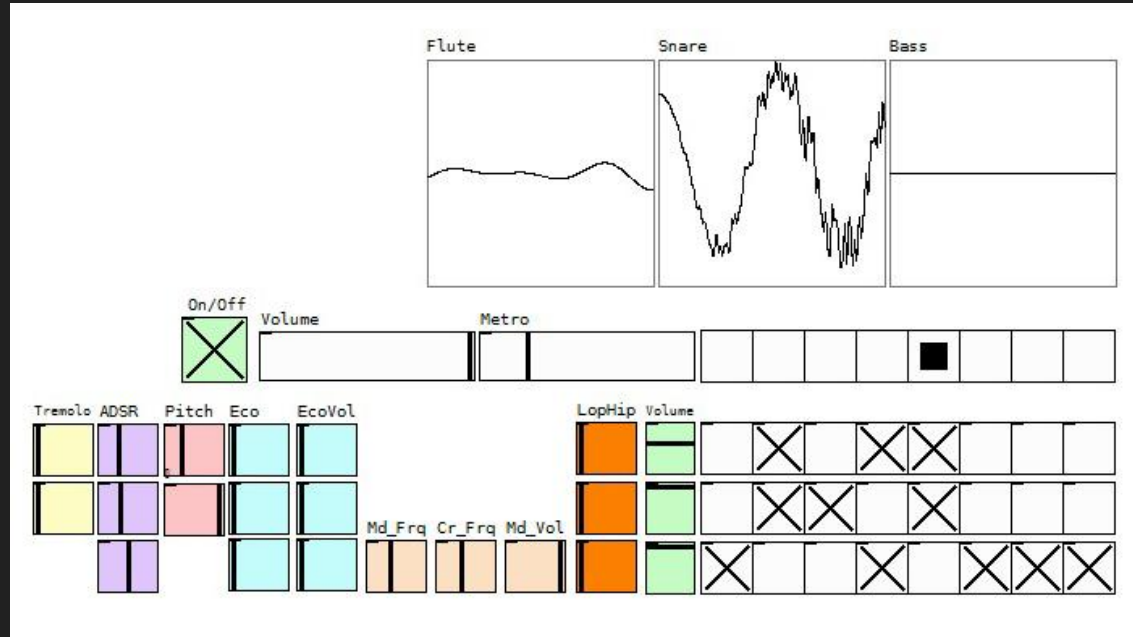 Flute Snare Bass
On/Off
Volume Metro
Tremolo ADSR Pitch Eco EcoVol LopHip Volume
Md_Frq Cr_Frq Md_Vol